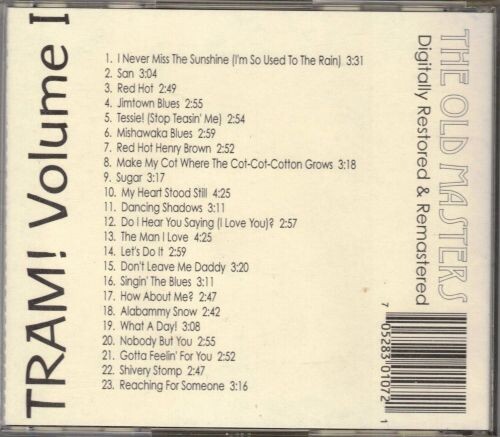 TRAM! Volume I
1. I Never Miss The Sunshine (I'm So Used To The Rain) 3:31
2. San 3:04
3. Red Hot 2:49
4. Jimtown Blues 2:55
5. Tessie! (Stop Teasin' Me) 2:54
6. Mishawaka Blues 2:59
7. Red Hot Henry Brown 2:52
8. Make My Cot Where The Cot-Cot-Cotton Grows 3:18
9. Sugar 3:17
10. My Heart Stood Still 4:25
11. Dancing Shadows 3:11
12. Do I Hear You Saying (I Love You)? 2:57
13. The Man I Love 4:25
14. Let's Do It 2:59
15. Don't Leave Me Daddy 3:20
16. Singin' The Blues 3:11
17. How About Me? 2:47
18. Alabammy Snow 2:42
19. What A Day! 3:08
20. Nobody But You 2:55
21. Gotta Feelin' For You 2:52
22. Shivery Stomp 2:47
23. Reaching For Someone 3:16
THE OLD MASTERS
Digitally Restored & Remastered
7 05283 01072 1